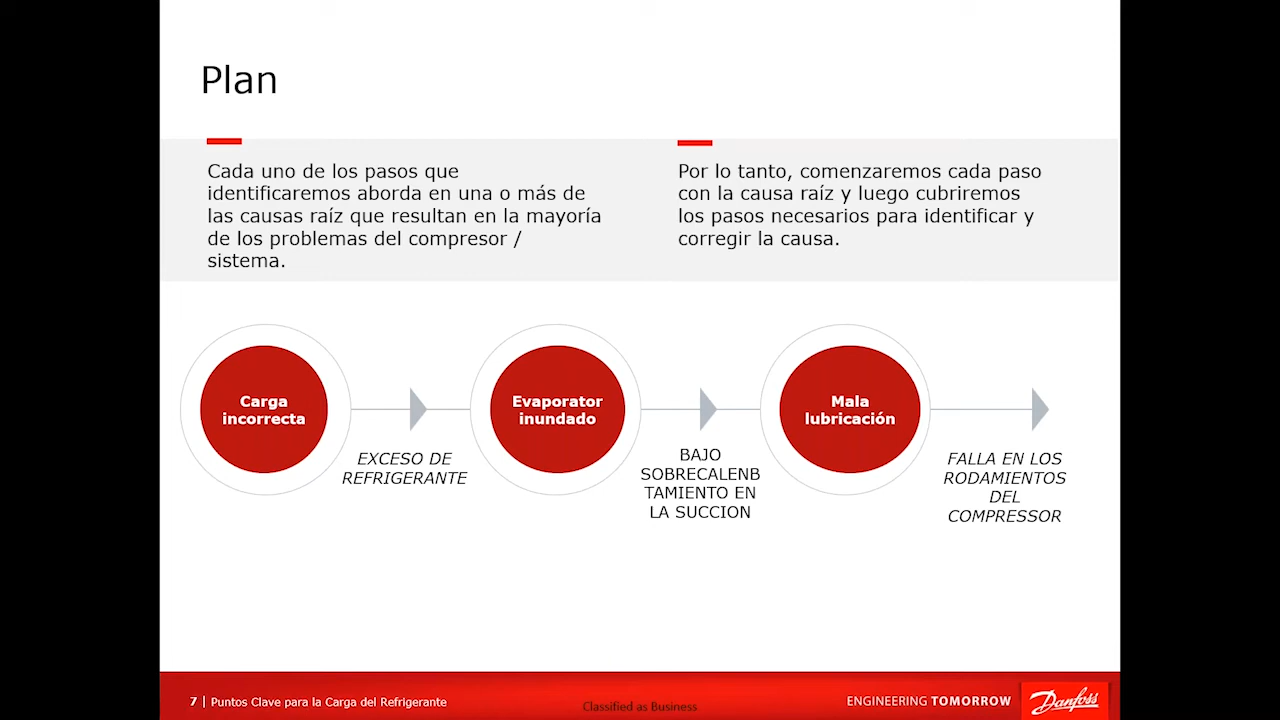 Plan
Cada uno de los pasos que
identificaremos aborda en una o más de
las causas raíz que resultan en la mayoría
de los problemas del compresor /
sistema.
Por lo tanto, comenzaremos cada paso
con la causa raíz y luego cubriremos
los pasos necesarios para identificar y
corregir la causa.
Carga
incorrecta
EXCESO DE
REFRIGERANTE
Evaporator
inundado
BAJO
SOBRECALENB
TAMIENTO EN
LA SUCCION
Mala
lubricación
FALLA EN LOS
RODAMIENTOS
DEL
COMPRESSOR
7 | Puntos Clave para la Carga del Refrigerante
Classified as Business
ENGINEERING TOMORROW
Danfoss